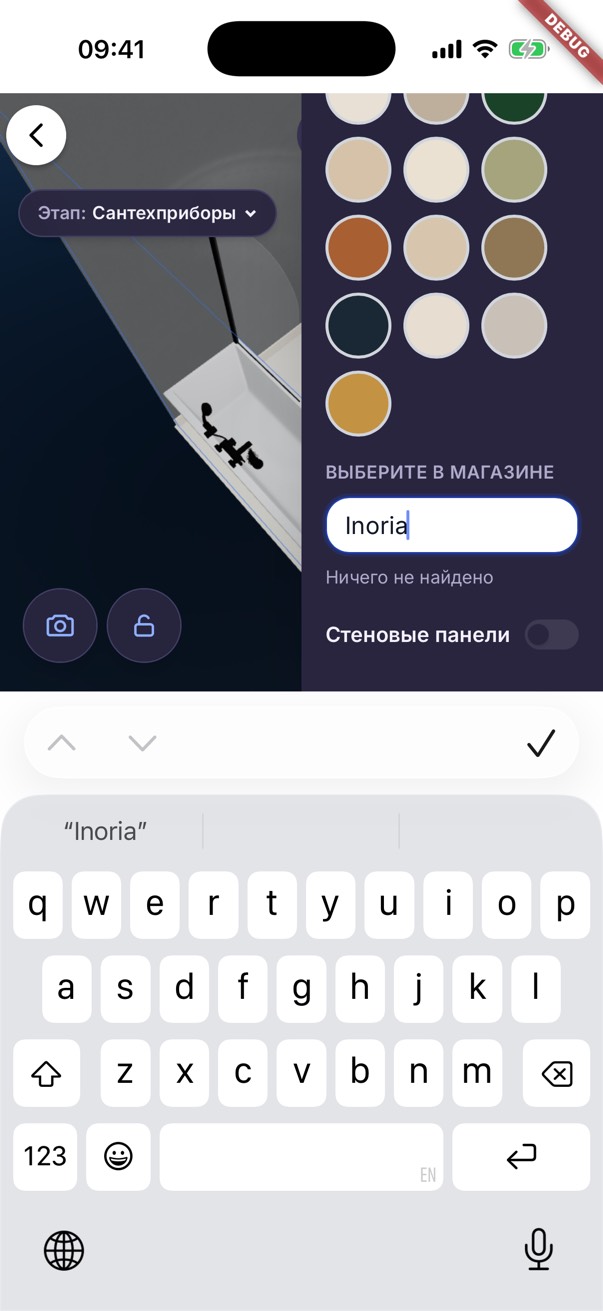 09:41
DEBUG
Этап: Сантехприборы
ВЫБЕРИТЕ В МАГАЗИНЕ
Inoria
Ничего не найдено
Стеновые панели
“Inoria”
q w e r t y u i o p
a s d f g h j k l
z x c v b n m
123
EN